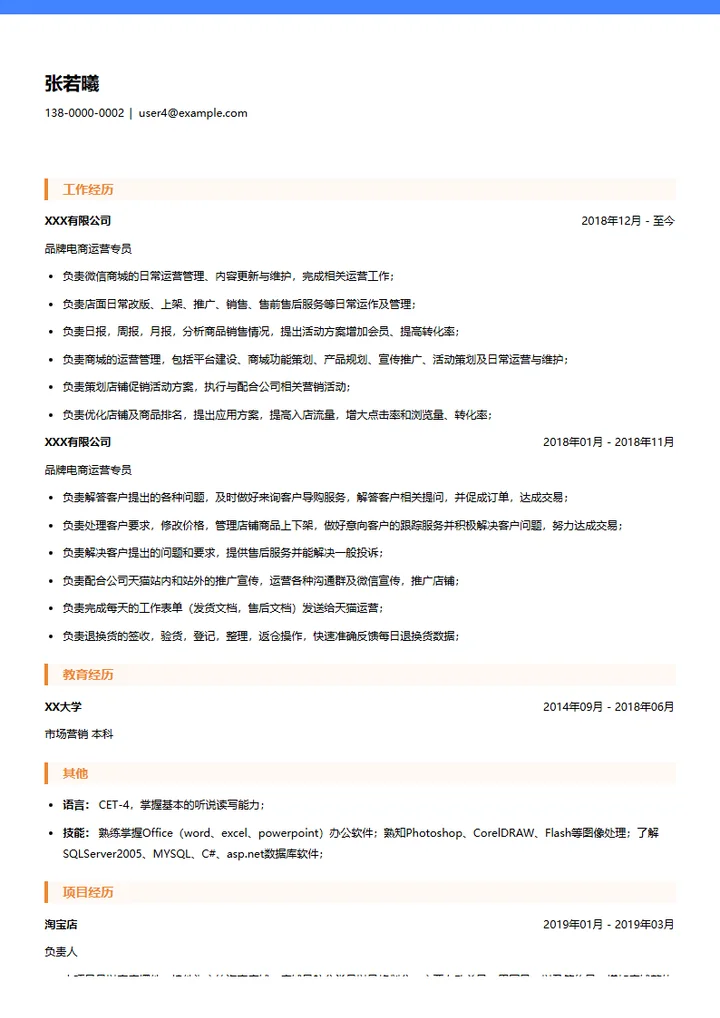 张若曦
138-0000-0002 | user4@example.com
工作经历
XXX有限公司 2018年12月 - 至今
品牌电商运营专员
• 负责微信商城的日常运营管理、内容更新与维护，完成相关运营工作；
• 负责店面日常改版、上架、推广、销售、售前售后服务等日常运作及管理；
• 负责日报，周报，月报，分析商品销售情况，提出活动方案增加会员、提高转化率；
• 负责商城的运营管理，包括平台建设、商城功能策划、产品规划、宣传推广、活动策划及日常运营与维护；
• 负责策划店铺促销活动方案，执行与配合公司相关营销活动；
• 负责优化店铺及商品排名，提出应用方案，提高入店流量，增大点击率和浏览量、转化率；
XXX有限公司 2018年01月 - 2018年11月
品牌电商运营专员
• 负责解答客户提出的各种问题，及时做好来询客户导购服务，解答客户相关提问，并促成订单，达成交易；
• 负责处理客户要求，修改价格，管理店铺商品上下架，做好意向客户的跟踪服务并积极解决客户问题，努力达成交易；
• 负责解决客户提出的问题和要求，提供售后服务并能解决一般投诉；
• 负责配合公司天猫站内和站外的推广宣传，运营各种沟通群及微信宣传，推广店铺；
• 负责完成每天的工作表单（发货文档，售后文档）发送给天猫运营；
• 负责退换货的签收，验货，登记，整理，返仓操作，快速准确反馈每日退换货数据；
教育经历
XX大学 2014年09月 - 2018年06月
市场营销 本科
其他
• 语言： CET-4，掌握基本的听说读写能力；
• 技能： 熟练掌握Office（word、excel、powerpoint）办公软件；熟知Photoshop、CorelDRAW、Flash等图像处理；了解
SQLServer2005、MYSQL、C#、asp.net数据库软件；
项目经历
淘宝店 2019年01月 - 2019年03月
负责人